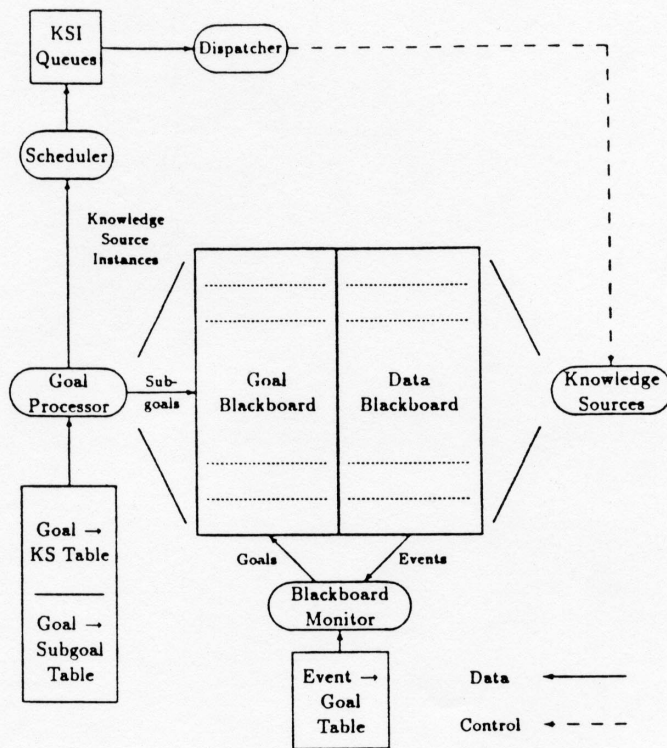 KSI
Queues
Dispatcher
Scheduler
Knowledge
Source
Instances
Goal
Processor
Sub-
goals
Goal
Blackboard
Data
Blackboard
Knowledge
Sources
Goal →
KS Table
Goal →
Subgoal
Table
Goals
Events
Blackboard
Monitor
Event →
Goal
Table
Data
Control